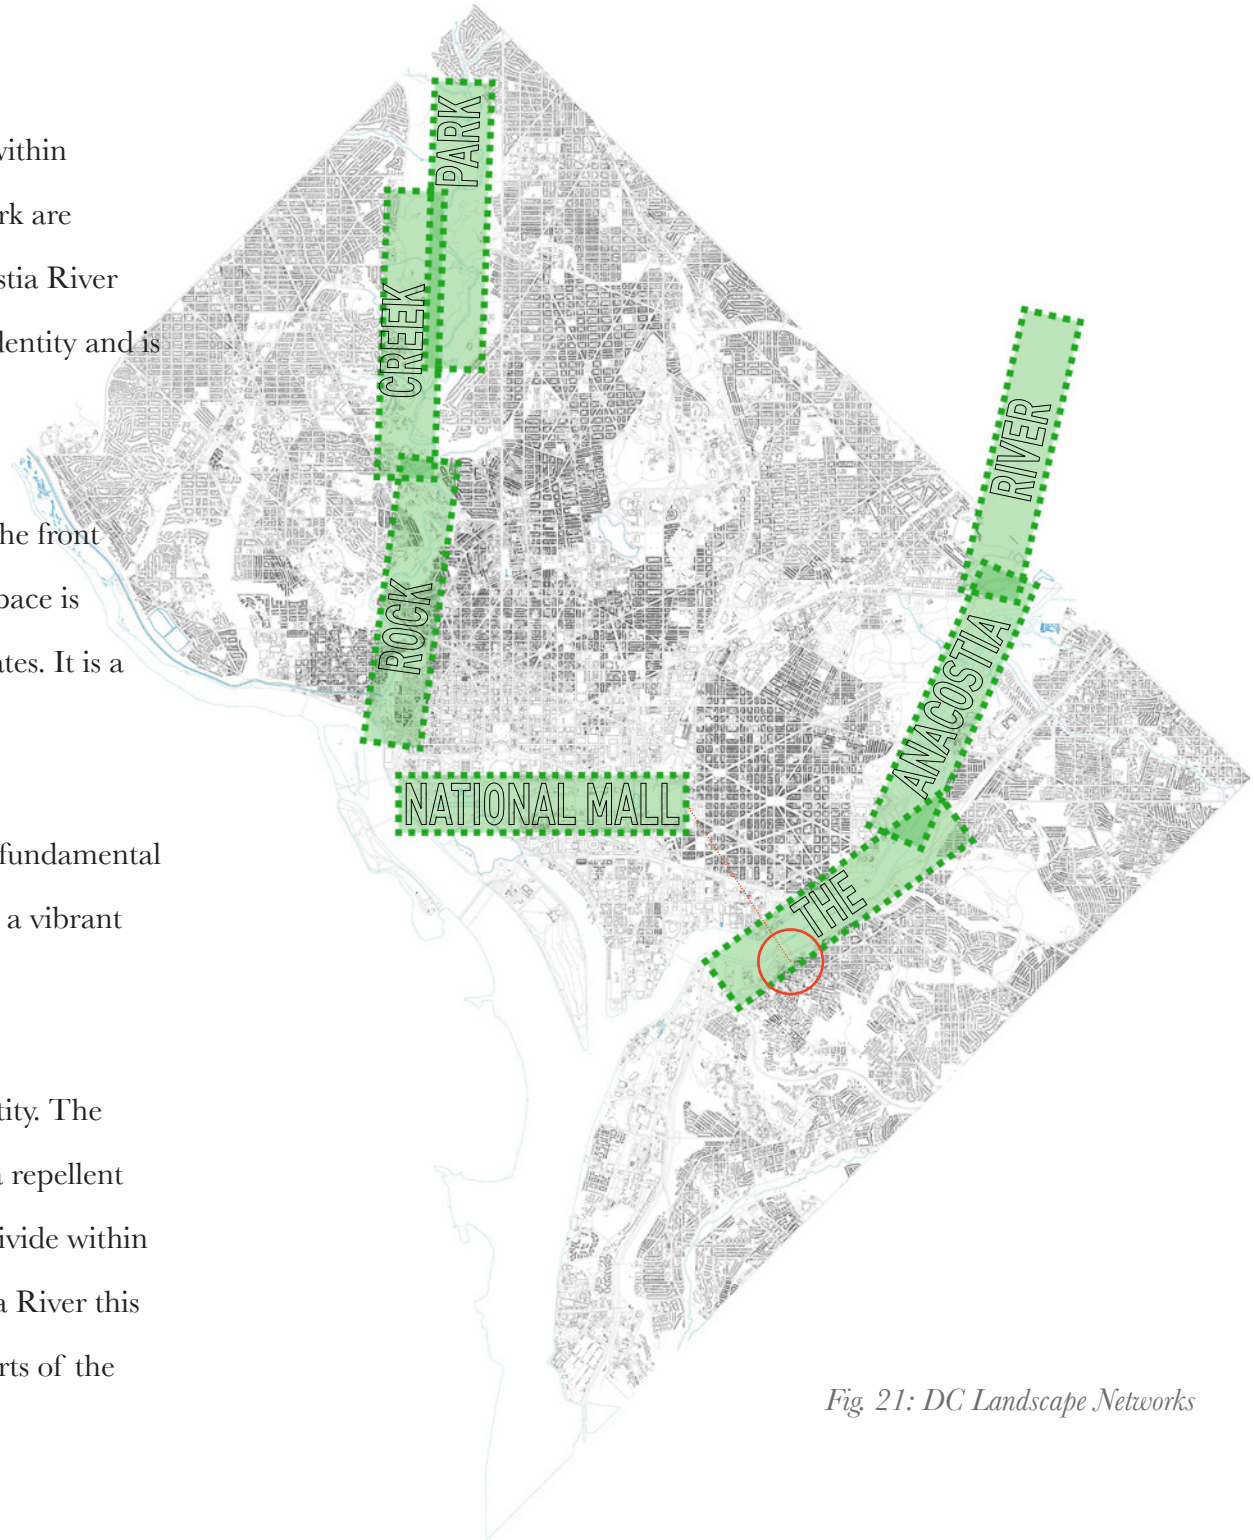 within
rk are
stia River
dentity and is
he front
pace is
ates. It is a
fundamental
a vibrant
tity. The
a repellent
ivide within
a River this
rts of the
PARK
CREEK
ROCK
NATIONAL MALL
RIVER
ANACOSTIA
THE
Fig. 21: DC Landscape Networks